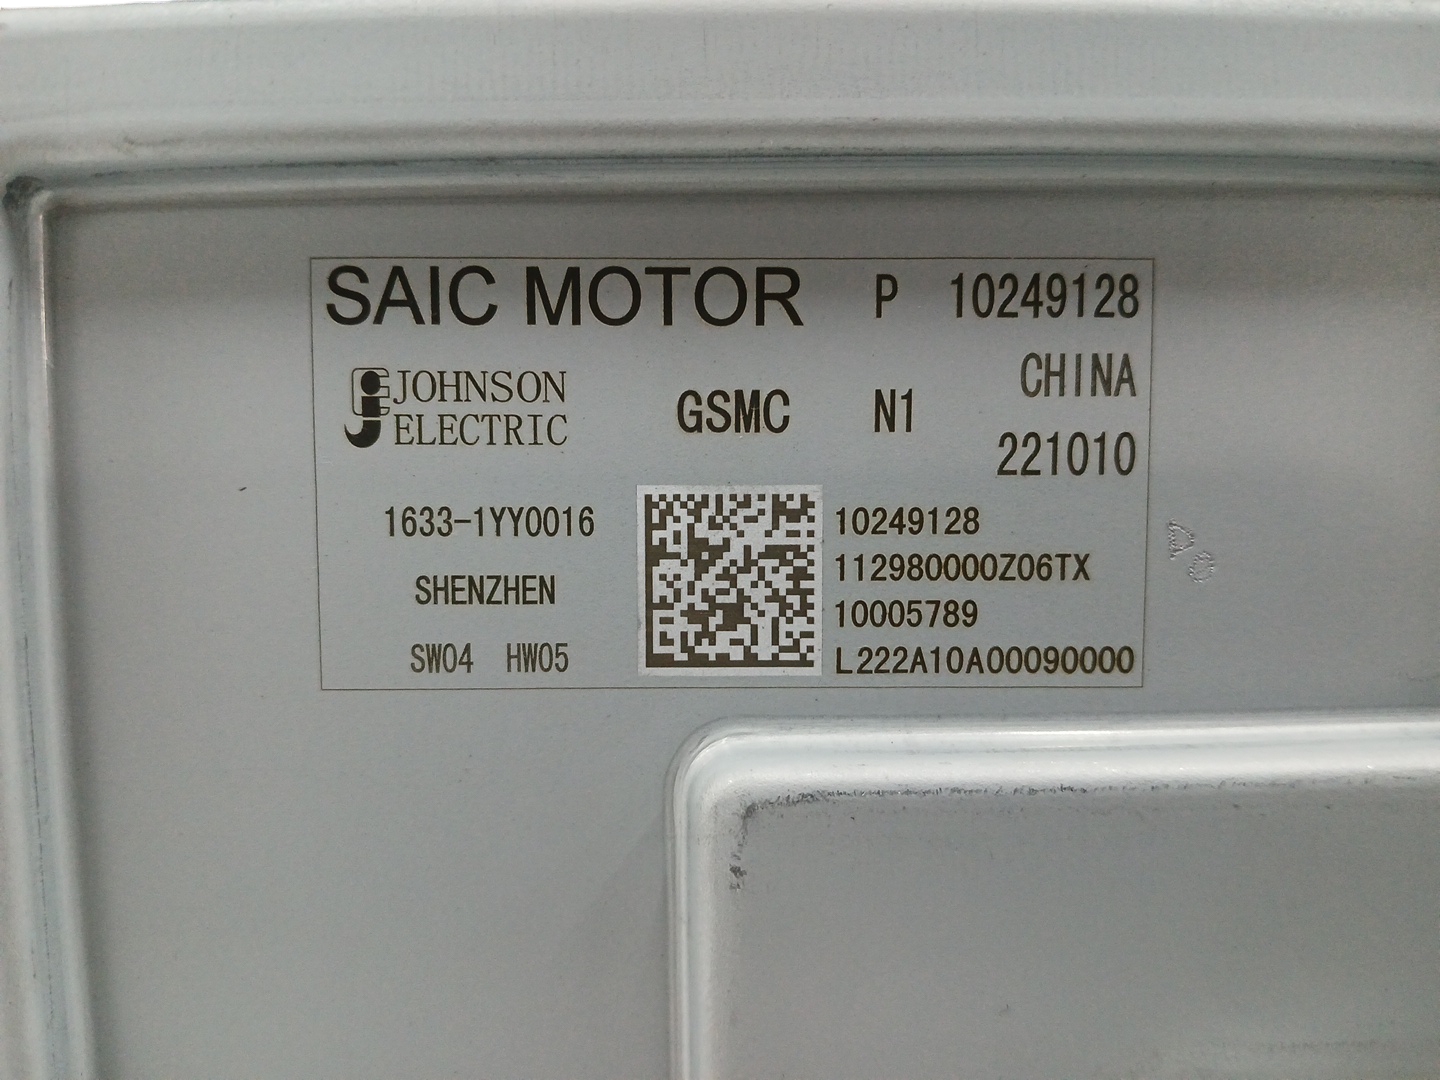 SAIC MOTOR P 10249128
JOHNSON ELECTRIC
GSMC N1
CHINA
221010
1633-1YY0016
SHENZHEN
SW04 HW05
10249128
112980000Z06TX
10005789
L222A10A00090000